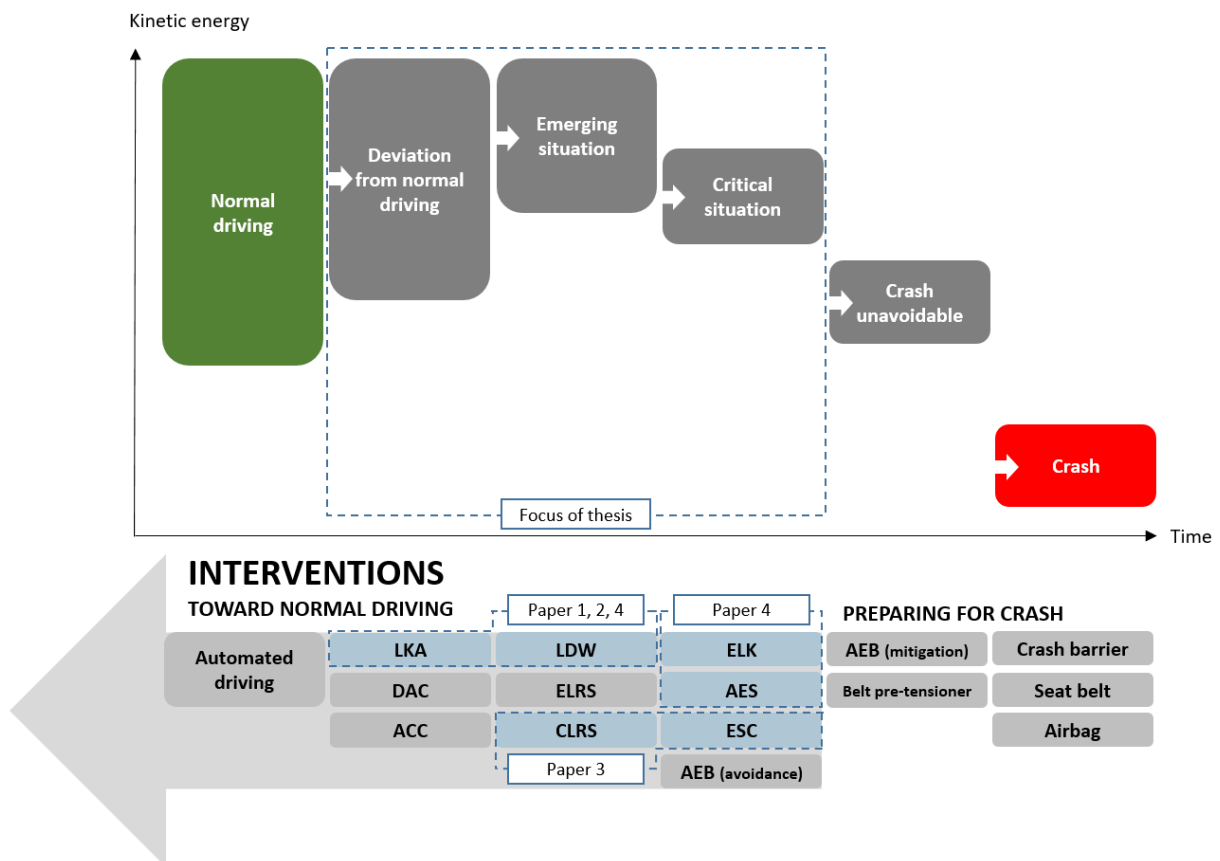 Kinetic energy
Normal
driving
Deviation
from normal
driving
Emerging
situation
Critical
situation
Crash
unavoidable
Crash
Focus of thesis
Time
INTERVENTIONS
TOWARD NORMAL DRIVING
Paper 1, 2, 4
Paper 4
PREPARING FOR CRASH
Automated
driving
LKA
LDW
ELK
AEB (mitigation)
Crash barrier
DAC
ELRS
AES
Belt pre-tensioner
Seat belt
ACC
CLRS
ESC
Airbag
Paper 3
AEB (avoidance)